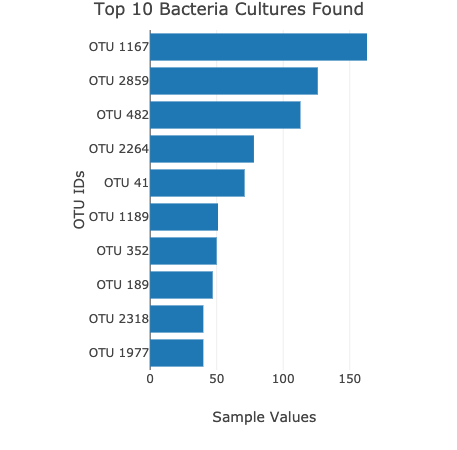 Top 10 Bacteria Cultures Found
OTU 1167
OTU 2859
OTU 482
OTU 2264
OTU 41
OTU 1189
OTU 352
OTU 189
OTU 2318
OTU 1977
OTU IDs
0 50 100 150
Sample Values